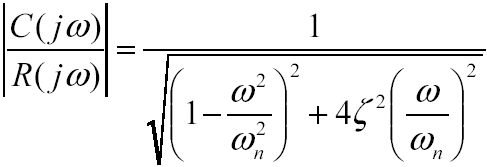 |C(jω)/R(jω)| = 1/√((1-ω²/ωₙ²)² + 4ζ²(ω/ωₙ)²)